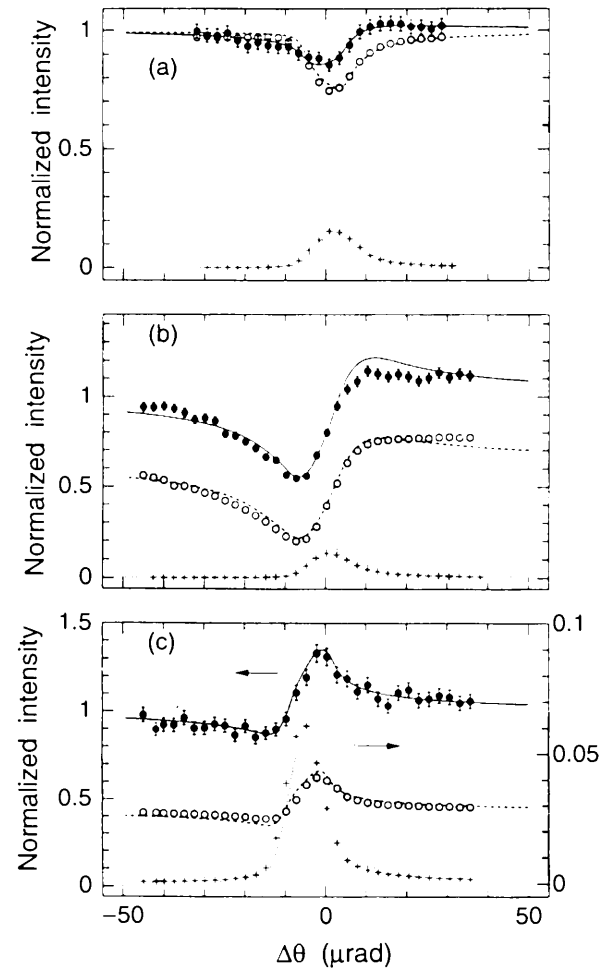 (a)
Normalized intensity
1
0.5
0
(b)
Normalized intensity
1
0.5
0
(c)
Normalized intensity
1.5
1
0.5
0
0.1
0.05
0
−50
0
50
Δθ (μrad)